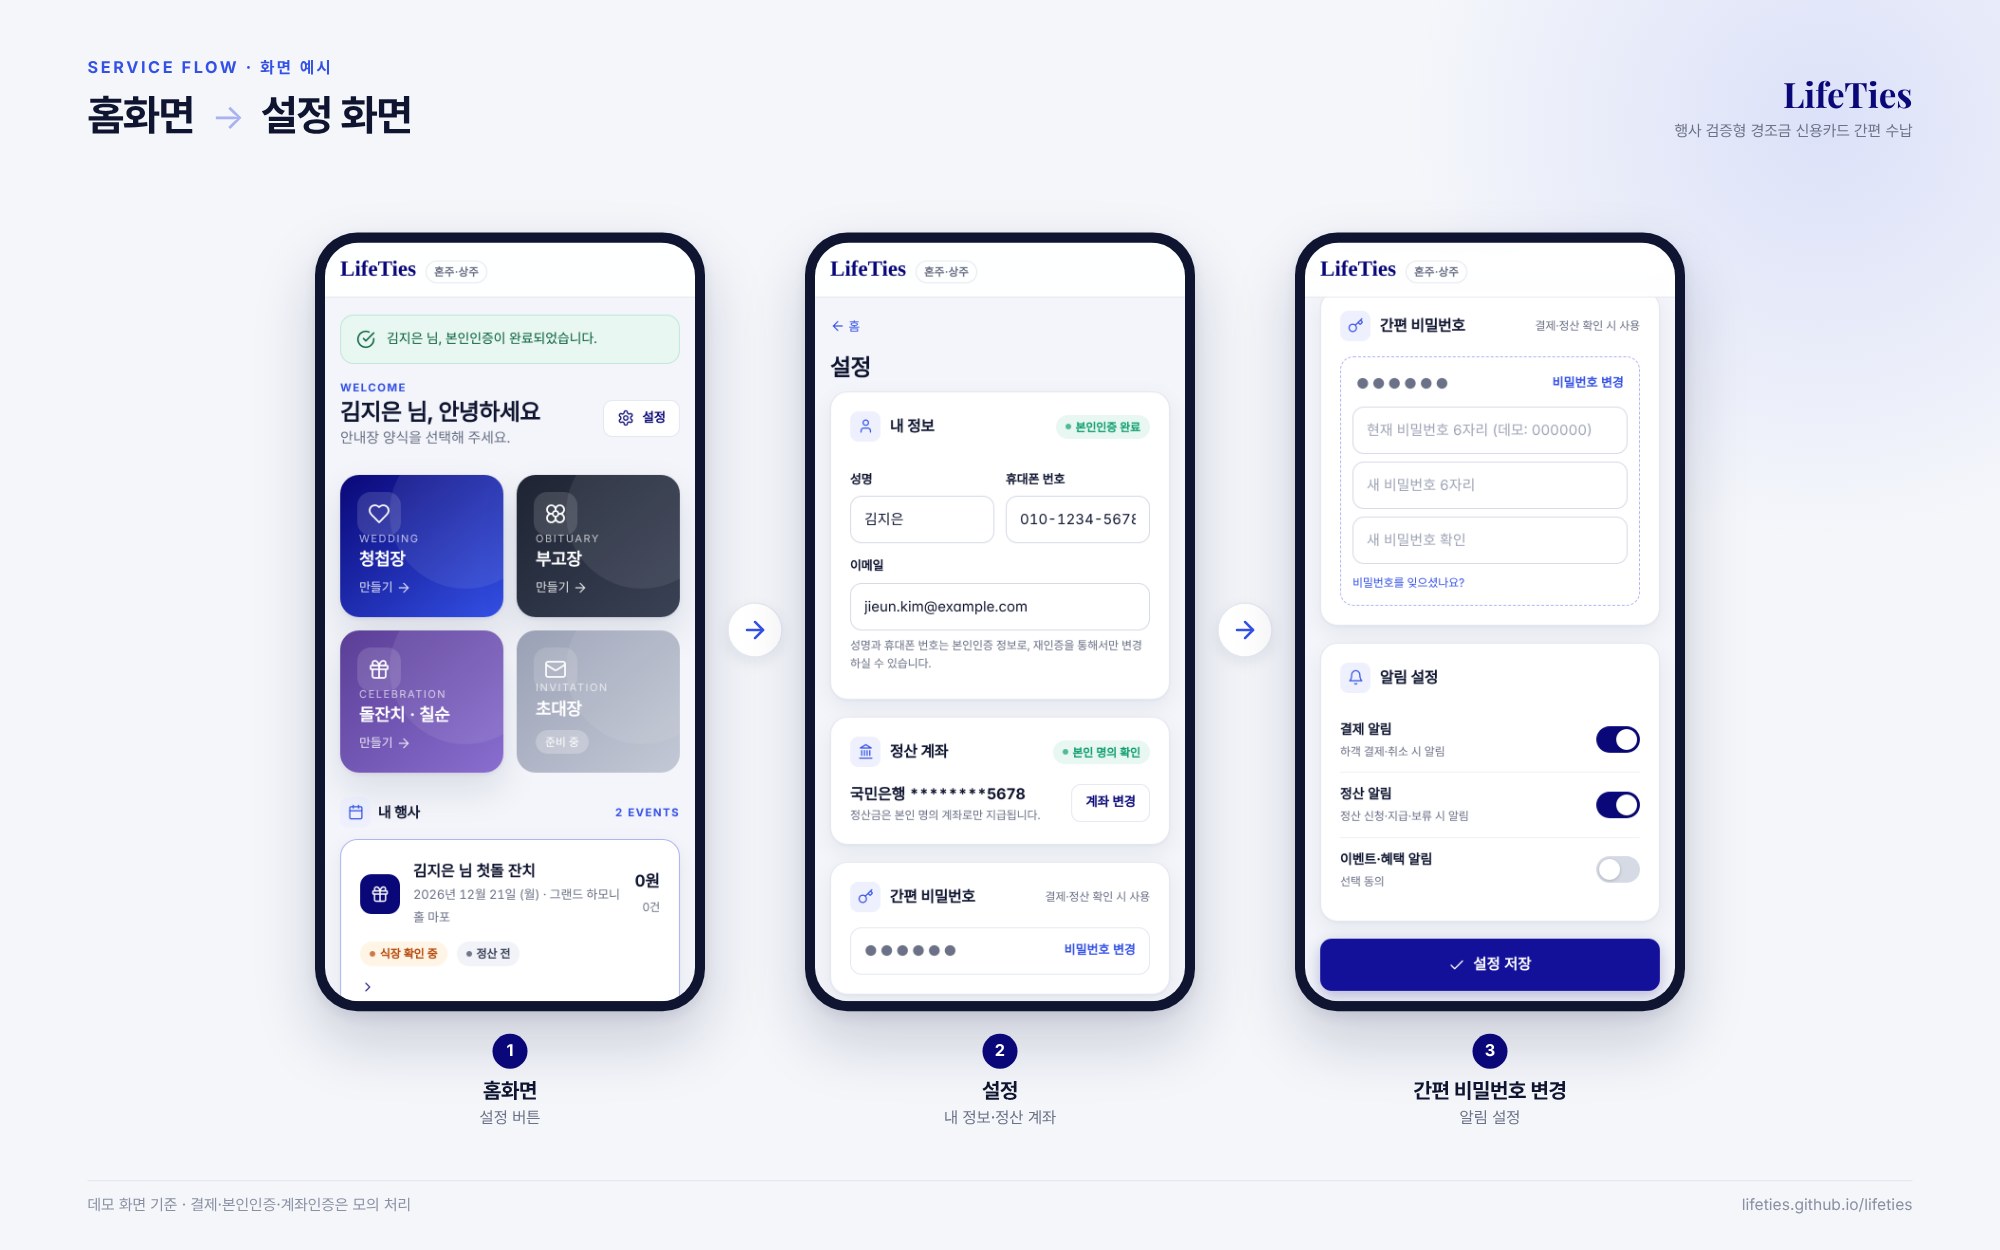 SERVICE FLOW · 화면 예시
홈화면 → 설정 화면
LifeTies
행사 검증형 경조금 신용카드 간편 수납
LifeTies 혼주·상주
김지은 님, 본인인증이 완료되었습니다.
WELCOME
김지은 님, 안녕하세요
안내장 양식을 선택해 주세요.
설정
WEDDING
청첩장
만들기 →
OBITUARY
부고장
만들기 →
CELEBRATION
돌잔치 · 칠순
만들기 →
INVITATION
초대장
준비 중
내 행사
2 EVENTS
김지은 님 첫돌 잔치
2026년 12월 21일 (월) · 그랜드 하모니
홀 마포
0원
0건
식장 확인 중
정산 전
1
홈화면
설정 버튼
LifeTies 혼주·상주
← 홈
설정
내 정보
본인인증 완료
성명
휴대폰 번호
김지은
010-1234-5678
이메일
jieun.kim@example.com
성명과 휴대폰 번호는 본인인증 정보로, 재인증을 통해서만 변경
하실 수 있습니다.
정산 계좌
본인 명의 확인
국민은행 ********5678
정산금은 본인 명의 계좌로만 지급됩니다.
계좌 변경
간편 비밀번호
결제·정산 확인 시 사용
●●●●●●
비밀번호 변경
2
설정
내 정보·정산 계좌
LifeTies 혼주·상주
간편 비밀번호
결제·정산 확인 시 사용
●●●●●●
비밀번호 변경
현재 비밀번호 6자리 (데모: 000000)
새 비밀번호 6자리
새 비밀번호 확인
비밀번호를 잊으셨나요?
알림 설정
결제 알림
하객 결제·취소 시 알림
정산 알림
정산 신청·지급·보류 시 알림
이벤트·혜택 알림
선택 동의
설정 저장
3
간편 비밀번호 변경
알림 설정
데모 화면 기준 · 결제·본인인증·계좌인증은 모의 처리
lifeties.github.io/lifeties